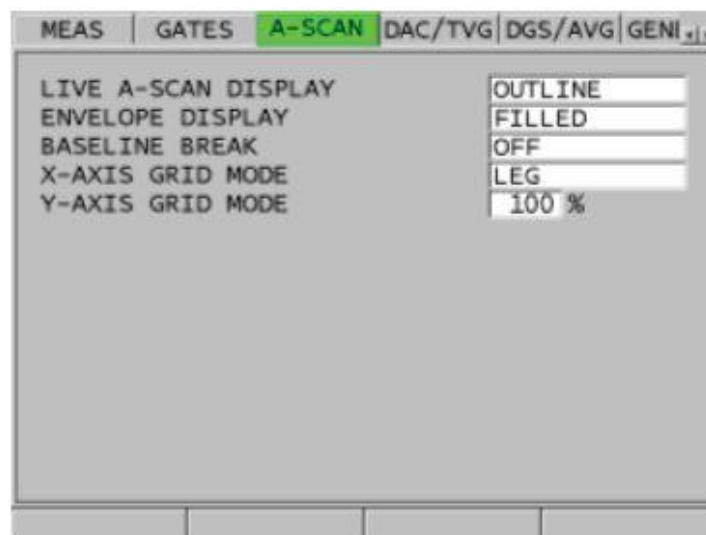 MEAS GATES A-SCAN DAC/TVG DGS/AVG GENE
LIVE A-SCAN DISPLAY OUTLINE
ENVELOPE DISPLAY FILLED
BASELINE BREAK OFF
X-AXIS GRID MODE LEG
Y-AXIS GRID MODE 100 %